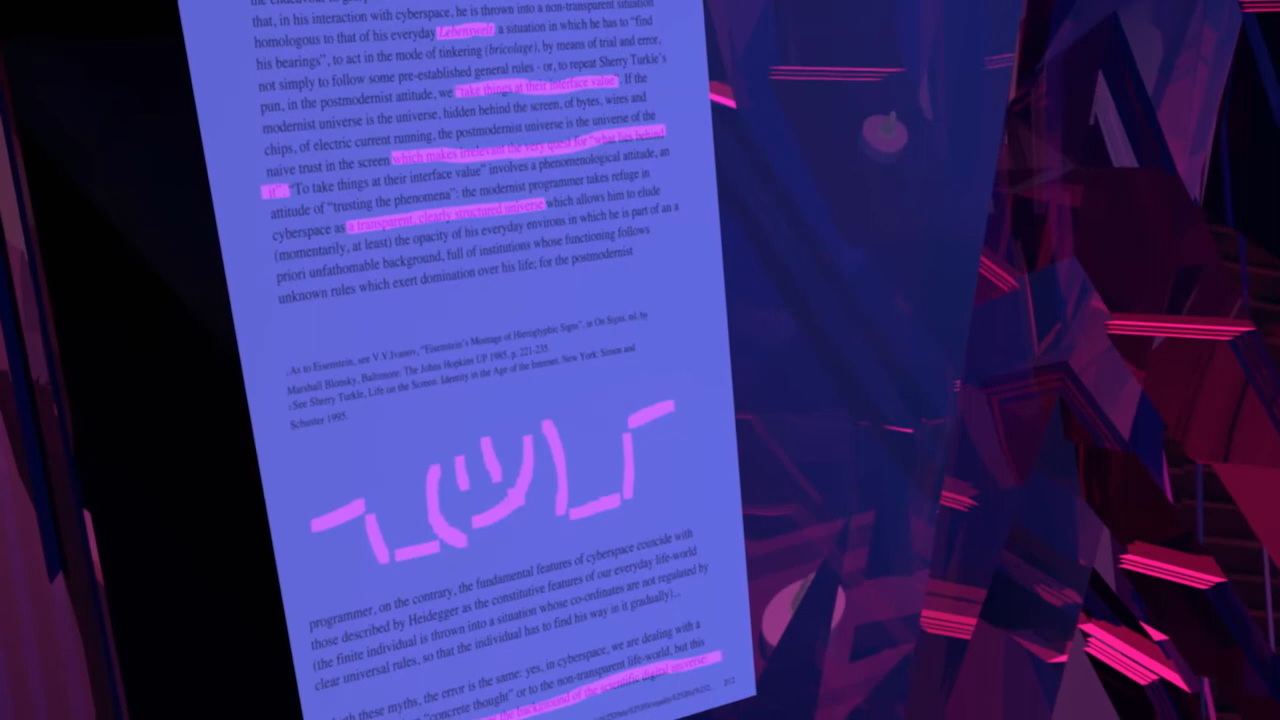 that, in his interaction with cyberspace, he is thrown into a non-transparent situation
homologous to that of his everyday Lebenswelt a situation in which he has to “find
his bearings”, to act in the mode of tinkering (bricolage), by means of trial and error,
not simply to follow some pre-established general rules - or, to repeat Sherry Turkle's
pun, in the postmodernist attitude, we “take things at their interface value”. If the
modernist universe is the universe, hidden behind the screen, of bytes, wires and
chips, of electric current running, the postmodernist universe is the universe of the
naive trust in the screen which makes irrelevant the very quest for “what lies behind
it”. “To take things at their interface value” involves a phenomenological attitude, an
attitude of “trusting the phenomena”: the modernist programmer takes refuge in
cyberspace as a transparent, clearly structured universe which allows him to elude
(momentarily, at least) the opacity of his everyday environs in which he is part of an a
priori unfathomable background, full of institutions whose functioning follows
unknown rules which exert domination over his life; for the postmodernist
As to Eisenstein, see V.V.Ivanov, “Eisenstein's Montage of Hieroglyphic Signs”, in On Signs, ed. by
Marshall Blonsky, Baltimore: The Johns Hopkins UP 1985, p. 221-235.
See Sherry Turkle, Life on the Screen. Identity in the Age of the Internet, New York: Simon and
Schuster 1995.
programmer, on the contrary, the fundamental features of cyberspace coincide with
those described by Heidegger as the constitutive features of our everyday life-world
(the finite individual is thrown into a situation whose co-ordinates are not regulated by
clear universal rules, so that the individual has to find his way in it gradually)..
these myths, the error is the same: yes, in cyberspace, we are dealing with a
“concrete thought” or to the non-transparent life-world, but this
the background of the scientific digital universe: